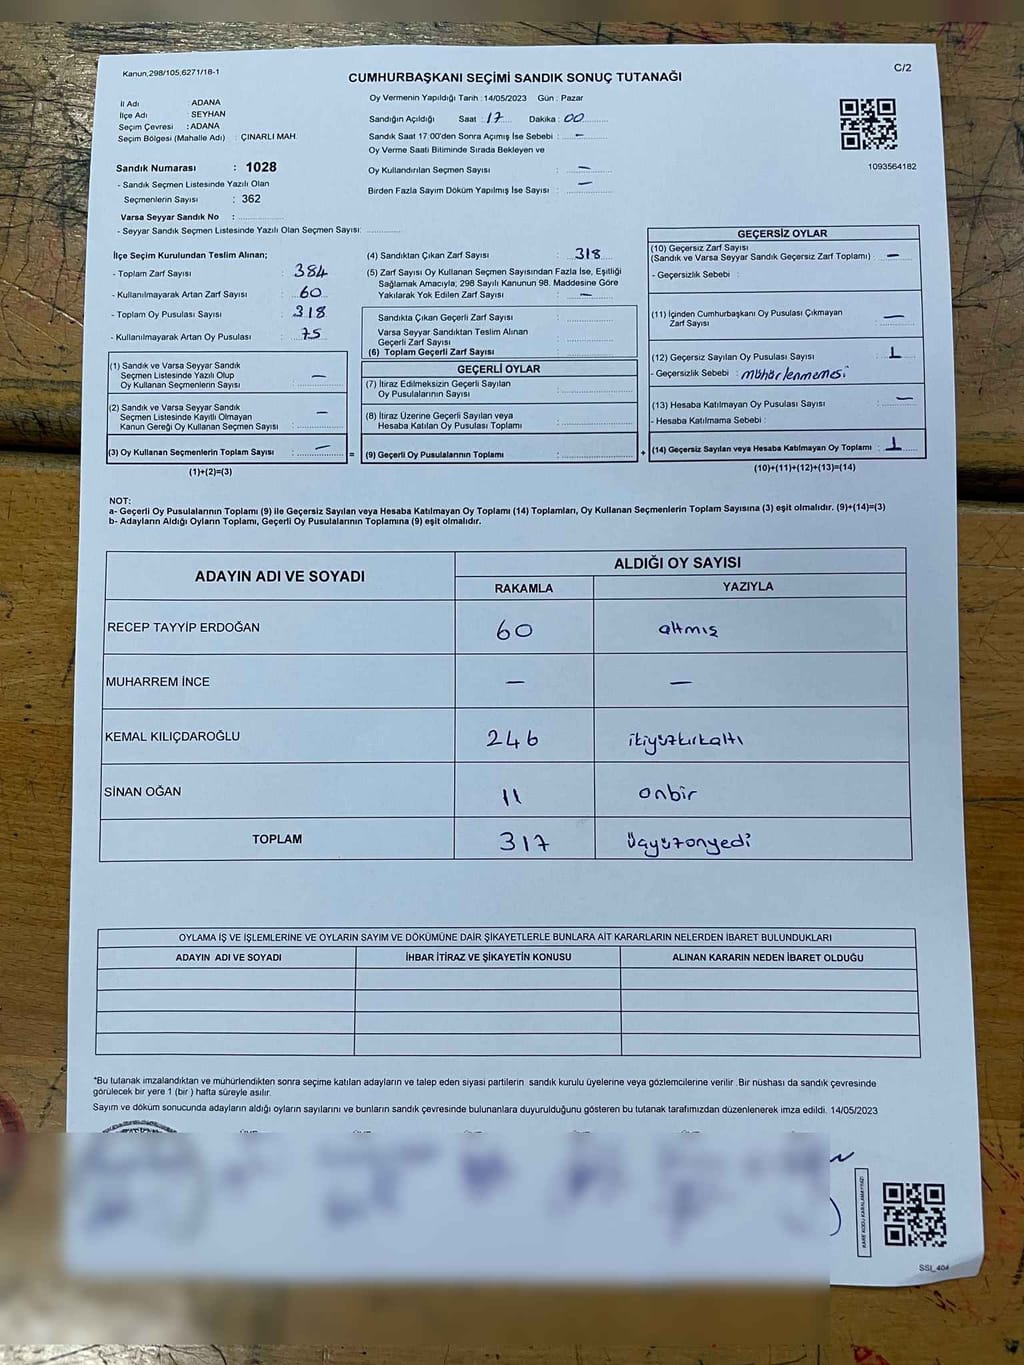 Kanun,298/105,6271/18-1
CUMHURBAŞKANI SEÇİMİ SANDIK SONUÇ TUTANAĞI
C/2
İl Adı : ADANA
İlçe Adı : SEYHAN
Seçim Çevresi : ADANA
Seçim Bölgesi (Mahalle Adı) : ÇINARLI MAH.
Sandık Numarası : 1028
- Sandık Seçmen Listesinde Yazılı Olan
Seçmenlerin Sayısı : 362
Varsa Seyyar Sandık No :
- Seyyar Sandık Seçmen Listesinde Yazılı Olan Seçmen Sayısı:
Oy Vermenin Yapıldığı Tarih : 14/05/2023 Gün : Pazar
Sandığın Açıldığı Saat : 17 Dakika : 00
Sandık Saat 17:00'den Sonra Açımış İse Sebebi : -
Oy Verme Saati Bitiminde Sırada Bekleyen ve
Oy Kullandırılan Seçmen Sayısı : -
Birden Fazla Sayım Döküm Yapılmış İse Sayısı : -
1093564182
İlçe Seçim Kurulundan Teslim Alınan;
- Toplam Zarf Sayısı : 384
- Kullanılmayarak Artan Zarf Sayısı : 60
- Toplam Oy Pusulası Sayısı : 318
- Kullanılmayarak Artan Oy Pusulası : 75
(1) Sandık ve Varsa Seyyar Sandık
Seçmen Listesinde Yazılı Olup
Oy Kullanan Seçmenlerin Sayısı : -
(2) Sandık ve Varsa Seyyar Sandık
Seçmen Listesinde Kayıtlı Olmayan
Kanun Gereği Oy Kullanan Seçmen Sayısı : -
(3) Oy Kullanan Seçmenlerin Toplam Sayısı : -
(1)+(2)=(3)
=
(4) Sandıktan Çıkan Zarf Sayısı : 318
(5) Zarf Sayısı Oy Kullanan Seçmen Sayısından Fazla İse, Eşitliği
Sağlamak Amacıyla; 298 Sayılı Kanunun 98. Maddesine Göre
Yakılarak Yok Edilen Zarf Sayısı : -
Sandıkta Çıkan Geçerli Zarf Sayısı :
Varsa Seyyar Sandıktan Teslim Alınan
Geçerli Zarf Sayısı :
(6) Toplam Geçerli Zarf Sayısı :
GEÇERLİ OYLAR
(7) İtiraz Edilmeksizin Geçerli Sayılan
Oy Pusulalarının Sayısı :
(8) İtiraz Üzerine Geçerli Sayılan veya
Hesaba Katılan Oy Pusulası Toplamı :
(9) Geçerli Oy Pusulalarının Toplamı :
+
GEÇERSİZ OYLAR
(10) Geçersiz Zarf Sayısı
(Sandık ve Varsa Seyyar Sandık Geçersiz Zarf Toplamı) : -
- Geçersizlik Sebebi :
(11) İçinden Cumhurbaşkanı Oy Pusulası Çıkmayan
Zarf Sayısı : -
(12) Geçersiz Sayılan Oy Pusulası Sayısı : 1
- Geçersizlik Sebebi : mühürlenmemesi
(13) Hesaba Katılmayan Oy Pusulası Sayısı : -
- Hesaba Katılmama Sebebi :
(14) Geçersiz Sayılan veya Hesaba Katılmayan Oy Toplamı : 1
(10)+(11)+(12)+(13)=(14)
NOT:
a- Geçerli Oy Pusulalarının Toplamı (9) ile Geçersiz Sayılan veya Hesaba Katılmayan Oy Toplamı (14) Toplamları, Oy Kullanan Seçmenlerin Toplam Sayısına (3) eşit olmalıdır. (9)+(14)=(3)
b- Adayların Aldığı Oyların Toplamı, Geçerli Oy Pusulalarının Toplamına (9) eşit olmalıdır.
ADAYIN ADI VE SOYADI
ALDIĞI OY SAYISI
RAKAMLA YAZIYLA
RECEP TAYYİP ERDOĞAN 60 altmış
MUHARREM İNCE - -
KEMAL KILIÇDAROĞLU 246 ikiyüzkırkaltı
SİNAN OĞAN 11 onbir
TOPLAM 317 üçyüzonyedi
OYLAMA İŞ VE İŞLEMLERİNE VE OYLARIN SAYIM VE DÖKÜMÜNE DAİR ŞİKAYETLERLE BUNLARA AİT KARARLARIN NELERDEN İBARET BULUNDUKLARI
ADAYIN ADI VE SOYADI İHBAR İTİRAZ VE ŞİKAYETİN KONUSU ALINAN KARARIN NEDEN İBARET OLDUĞU
*Bu tutanak imzalandıktan ve mühürlendikten sonra seçime katılan adayların ve talep eden siyasi partilerin sandık kurulu üyelerine veya gözlemcilerine verilir .Bir nüshası da sandık çevresinde
görülecek bir yere 1 (bir ) hafta süreyle asılır.
Sayım ve döküm sonucunda adayların aldığı oyların sayılarını ve bunların sandık çevresinde bulunanlara duyurulduğunu gösteren bu tutanak tarafımızdan düzenlenerek imza edildi. 14/05/2023
KARE KODU KARALAMAYINIZ!